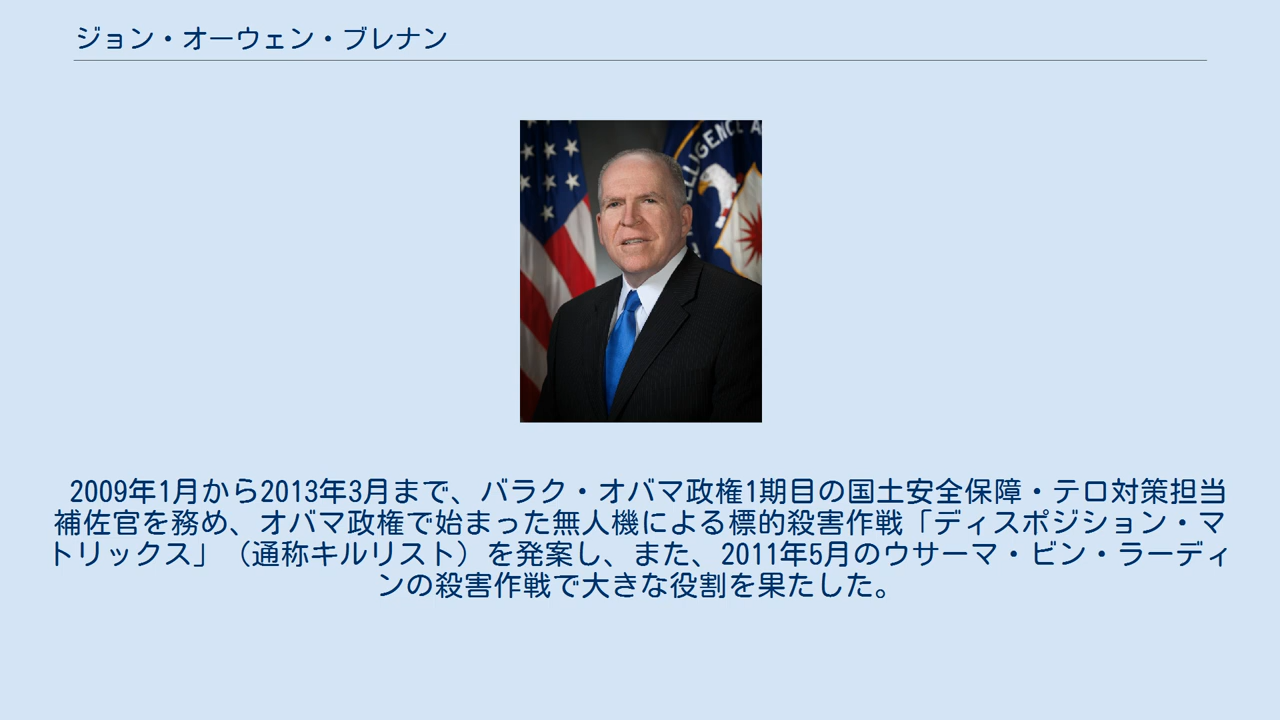 ジョン・オーウェン・ブレナン
LLIGENCE A
2009年1月から2013年3月まで、バラク・オバマ政権1期目の国土安全保障・テロ対策担当
補佐官を務め、オバマ政権で始まった無人機による標的殺害作戦「ディスポジション・マ
トリックス」（通称キルリスト）を発案し、また、2011年5月のウサーマ・ビン・ラーディ
ンの殺害作戦で大きな役割を果たした。